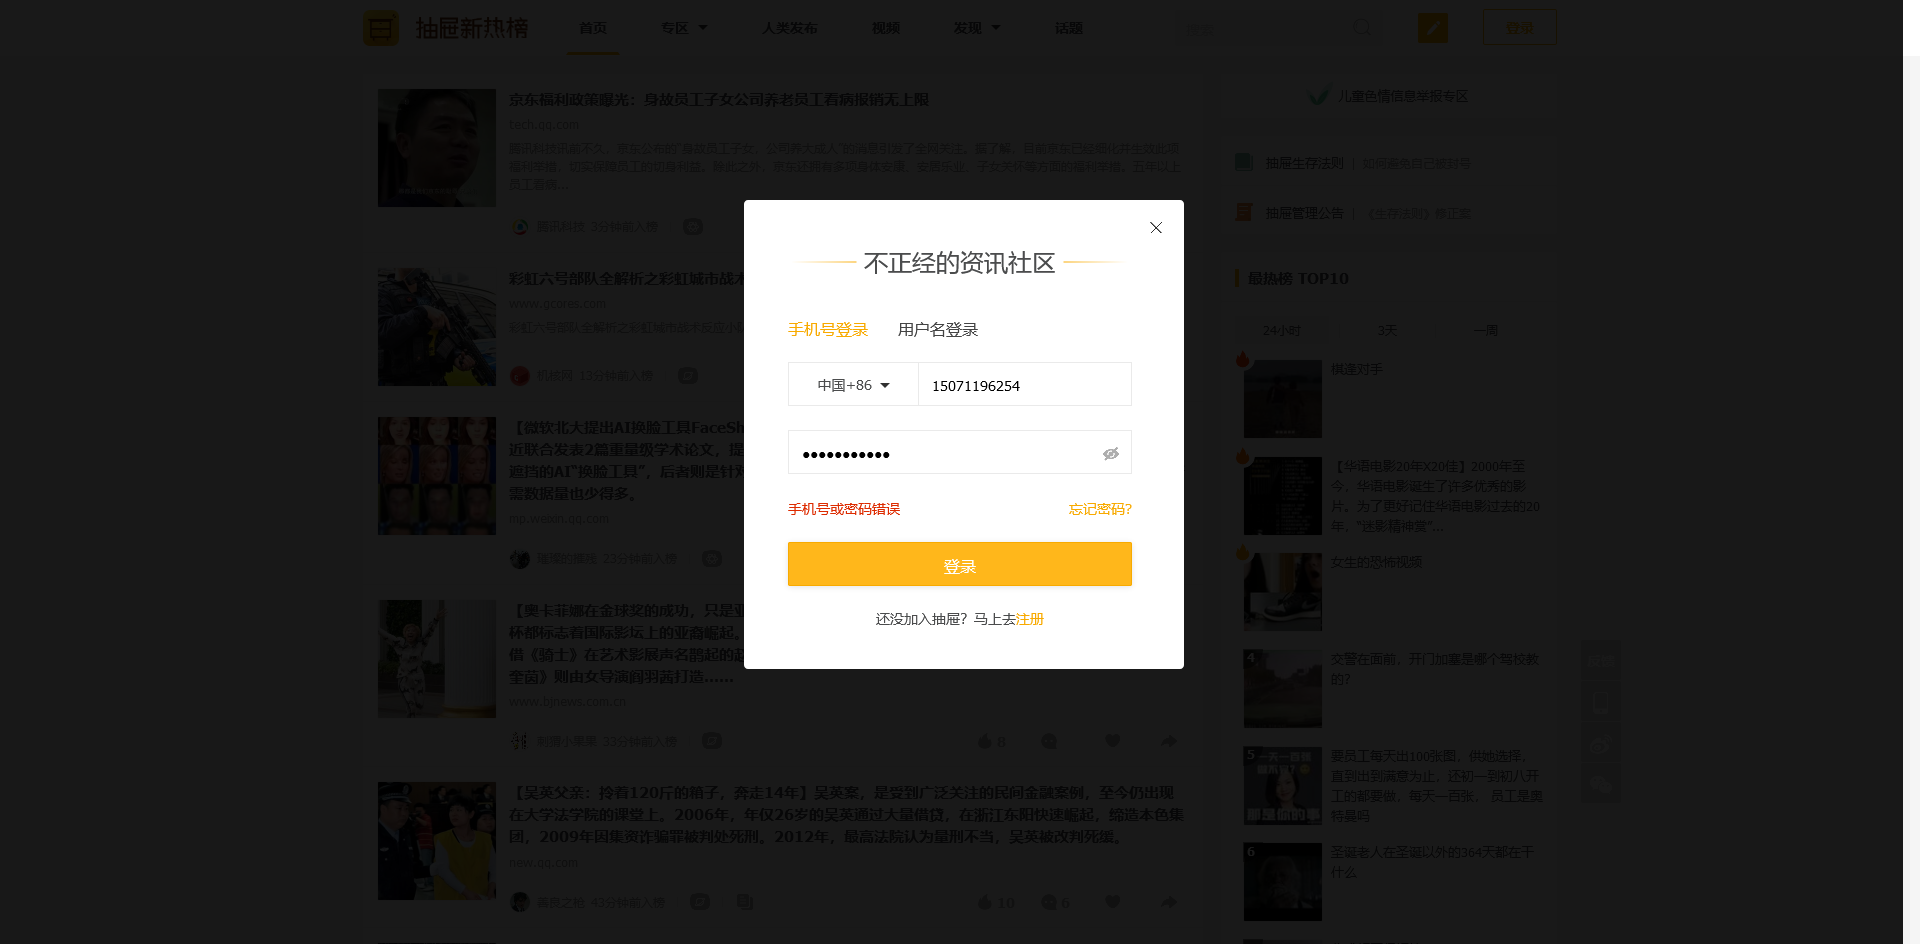 抽屉新热榜
首页
专区
人类发布
视频
发现
话题
登录
京东福利政策曝光：身故员工子女公司养老员工看病报销无上限
tech.qq.com
腾讯科技 3分钟前入榜
彩虹六号部队全解析之彩虹城市战术
www.gcores.com
机核网 13分钟前入榜
【微软北大提出AI换脸工具FaceSh
近联合发表2篇重量级学术论文，提
遮挡的AI“换脸工具”，后者则是针对
需数据量也少得多。
mp.weixin.qq.com
23分钟前入榜
【奥卡菲娜在金球奖的成功，只是亚
杯都标志着国际影坛上的亚裔崛起。
借《骑士》在艺术影展声名鹊起的赵
奎茵》则由女导演阎羽茜打造……
www.bjnews.com.cn
33分钟前入榜
8
【吴英父亲：拎着120斤的箱子，奔走14年】吴英案，是受到广泛关注的民间金融案例，至今仍出现
在大学法学院的课堂上。2006年，年仅26岁的吴英通过大量借贷，在浙江东阳快速崛起，缔造本色集
团，2009年因集资诈骗罪被判处死刑。2012年，最高法院认为量刑不当，吴英被改判死缓。
new.qq.com
43分钟前入榜
10
6
不正经的资讯社区
手机号登录
用户名登录
中国+86
15071196254
•••••••••••
手机号或密码错误
忘记密码?
登录
还没加入抽屉？马上去注册
儿童色情信息举报专区
抽屉生存法则 | 如何避免自己被封号
抽屉管理公告 | 《生存法则》修正案
最热榜 TOP10
24小时
3天
一周
棋逢对手
【华语电影20年X20佳】2000年至
今，华语电影诞生了许多优秀的影
片。为了更好记住华语电影过去的20
年，“迷影精神赏”...
女生的恐怖视频
4
交警在面前，开门加塞是哪个驾校教
的？
5
要员工每天出100张图，供她选择，
直到出到满意为止，还初一到初八开
工的都要做，每天一百张， 员工是奥
特曼吗
6
圣诞老人在圣诞以外的364天都在干
什么